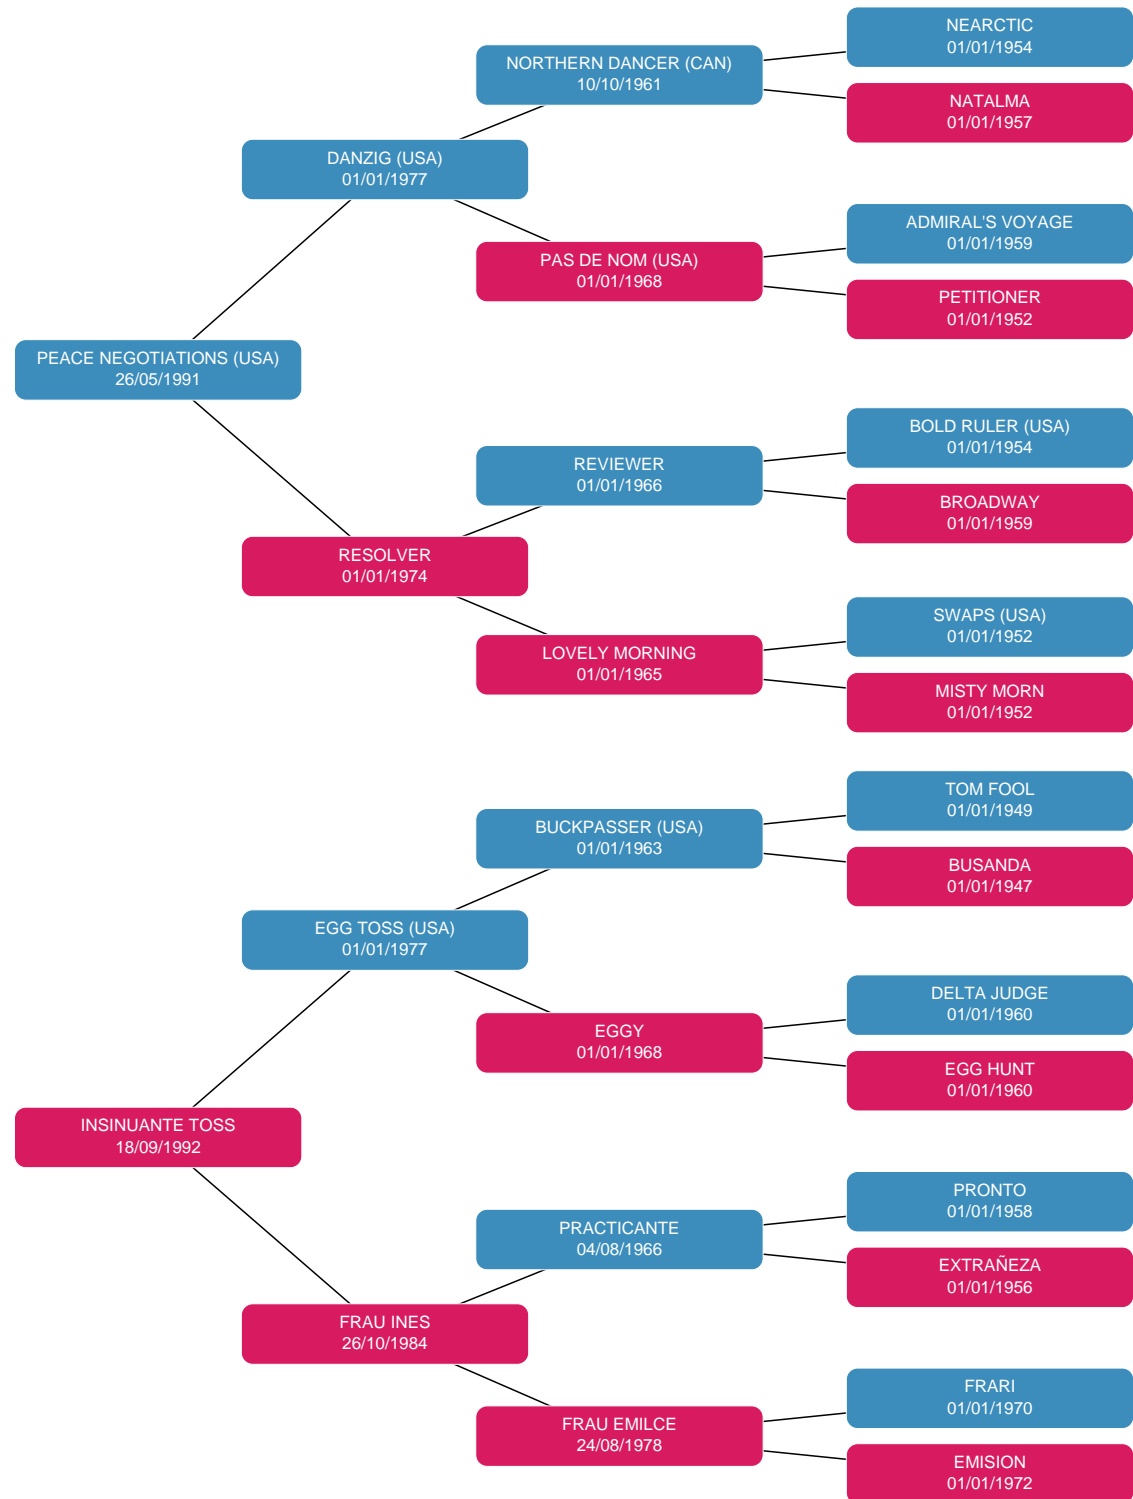 NEARCTIC
01/01/1954
NORTHERN DANCER (CAN)
10/10/1961
NATALMA
01/01/1957
DANZIG (USA)
01/01/1977
ADMIRAL'S VOYAGE
01/01/1959
PAS DE NOM (USA)
01/01/1968
PETITIONER
01/01/1952
PEACE NEGOTIATIONS (USA)
26/05/1991
BOLD RULER (USA)
01/01/1954
REVIEWER
01/01/1966
BROADWAY
01/01/1959
RESOLVER
01/01/1974
SWAPS (USA)
01/01/1952
LOVELY MORNING
01/01/1965
MISTY MORN
01/01/1952
TOM FOOL
01/01/1949
BUCKPASSER (USA)
01/01/1963
BUSANDA
01/01/1947
EGG TOSS (USA)
01/01/1977
DELTA JUDGE
01/01/1960
EGGY
01/01/1968
EGG HUNT
01/01/1960
INSINUANTE TOSS
18/09/1992
PRONTO
01/01/1958
PRACTICANTE
04/08/1966
EXTRAÑEZA
01/01/1956
FRAU INES
26/10/1984
FRARI
01/01/1970
FRAU EMILCE
24/08/1978
EMISION
01/01/1972